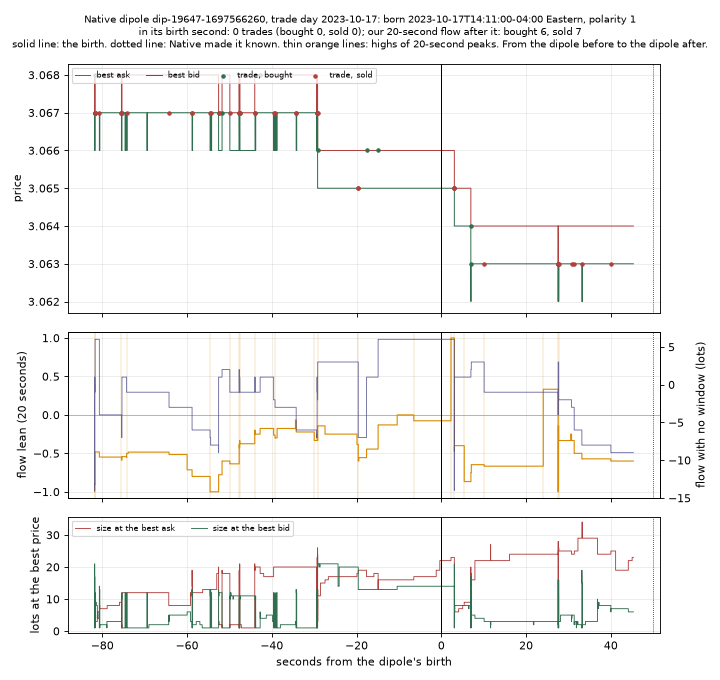 Native dipole dip-19647-1697566260, trade day 2023-10-17: born 2023-10-17T14:11:00-04:00 Eastern, polarity 1
in its birth second: 0 trades (bought 0, sold 0); our 20-second flow after it: bought 6, sold 7
solid line: the birth. dotted line: Native made it known. thin orange lines: highs of 20-second peaks. From the dipole before to the dipole after.
best ask best bid trade, bought trade, sold
3.068
3.067
3.066
3.065
3.064
3.063
3.062
price
1.0
0.5
0.0
−0.5
−1.0
flow lean (20 seconds)
5
0
−5
−10
−15
flow with no window (lots)
size at the best ask size at the best bid
30
20
10
0
lots at the best price
−80 −60 −40 −20 0 20 40
seconds from the dipole's birth